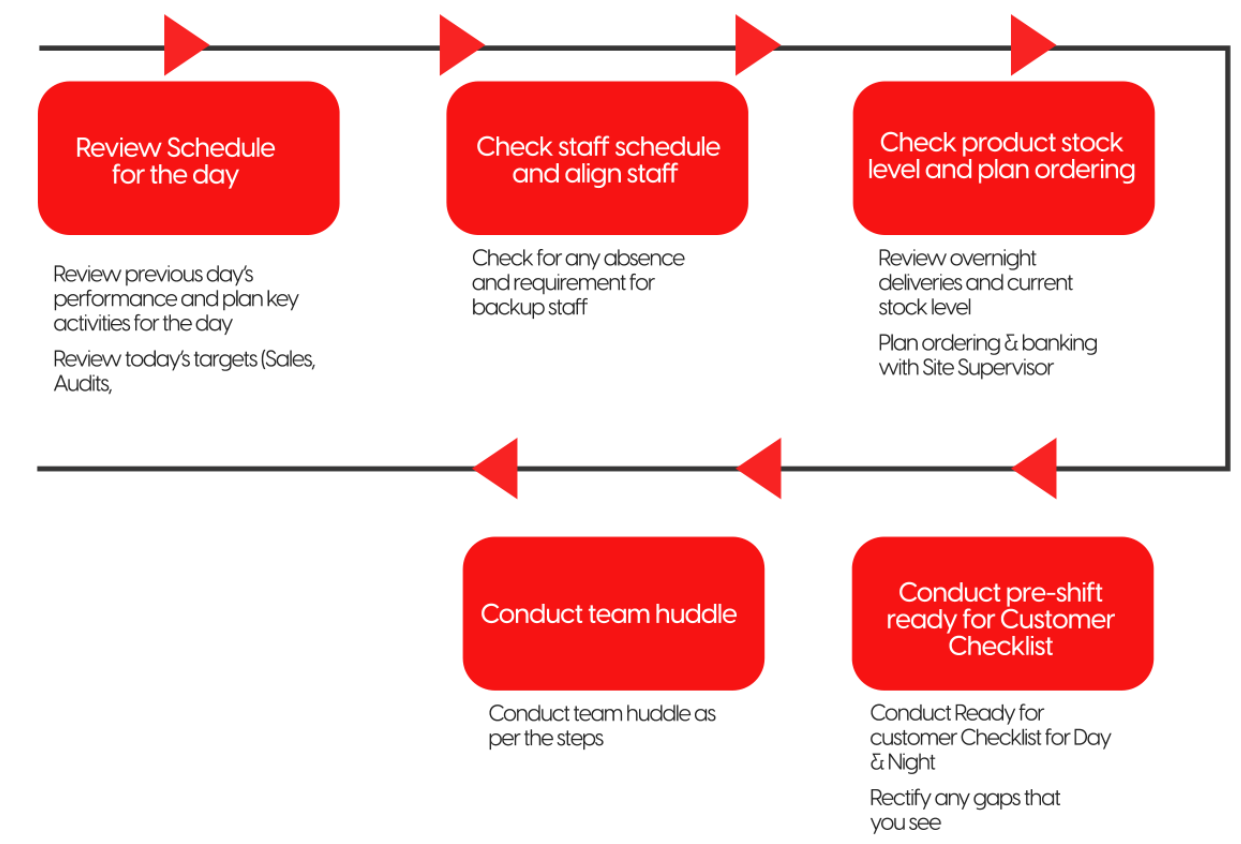 Review Schedule
for the day
Review previous day's
performance and plan key
activities for the day
Review today's targets (Sales,
Audits,
Check staff schedule
and align staff
Check for any absence
and requirement for
backup staff
Check product stock
level and plan ordering
Review overnight
deliveries and current
stock level
Plan ordering & banking
with Site Supervisor
Conduct pre-shift
ready for Customer
Checklist
Conduct Ready for
customer Checklist for Day
& Night
Rectify any gaps that
you see
Conduct team huddle
Conduct team huddle as
per the steps